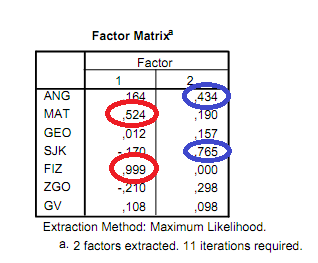 Factor Matrixa
Factor
1 2
ANG ,164 ,434
MAT ,524 ,190
GEO ,012 ,157
SJK -,170 ,765
FIZ ,999 ,000
ZGO -,210 ,298
GV ,108 ,098
Extraction Method: Maximum Likelihood.
a. 2 factors extracted. 11 iterations required.